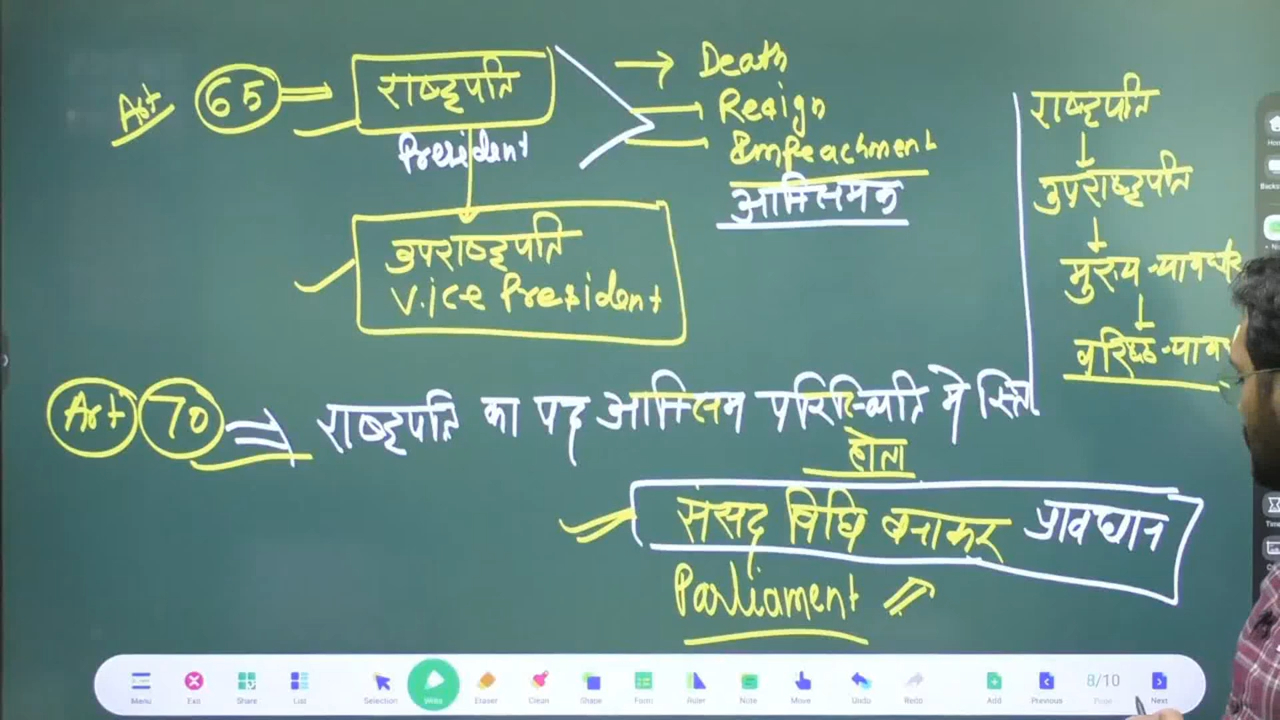 Art 65 ⇒ राष्ट्रपति
President
→ Death
Resign
Impeachment
आकस्मिक
उपराष्ट्रपति
Vice President
राष्ट्रपति
↓
उपराष्ट्रपति
↓
मुख्य न्यायधीश
↓
वरिष्ठ न्याय
Art 70 ⇒ राष्ट्रपति का पद आकस्मिक परिस्थिति में रिक्त
होता
संसद विधि बनाकर प्रावधान
Parliament
Menu Exit Share List Selection Write Eraser Clean Shape Form Ruler Note Move Undo Redo Add Previous 8/10 Page Next